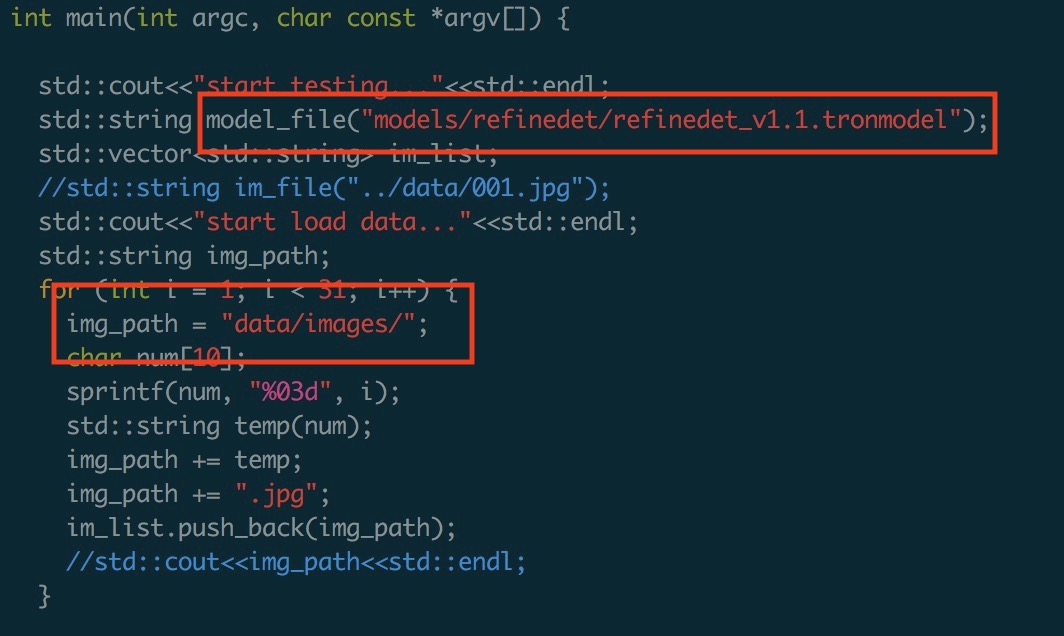 int main(int argc, char const *argv[]) {
std::cout<<"start testing..."<<std::endl;
std::string model_file("models/refinedet/refinedet_v1.1.tronmodel");
std::vector<std::string> im_list;
//std::string im_file("../data/001.jpg");
std::cout<<"start load data..."<<std::endl;
std::string img_path;
for (int i = 1; i < 31; i++) {
img_path = "data/images/";
char num[10];
sprintf(num, "%03d", i);
std::string temp(num);
img_path += temp;
img_path += ".jpg";
im_list.push_back(img_path);
//std::cout<<img_path<<std::endl;
}